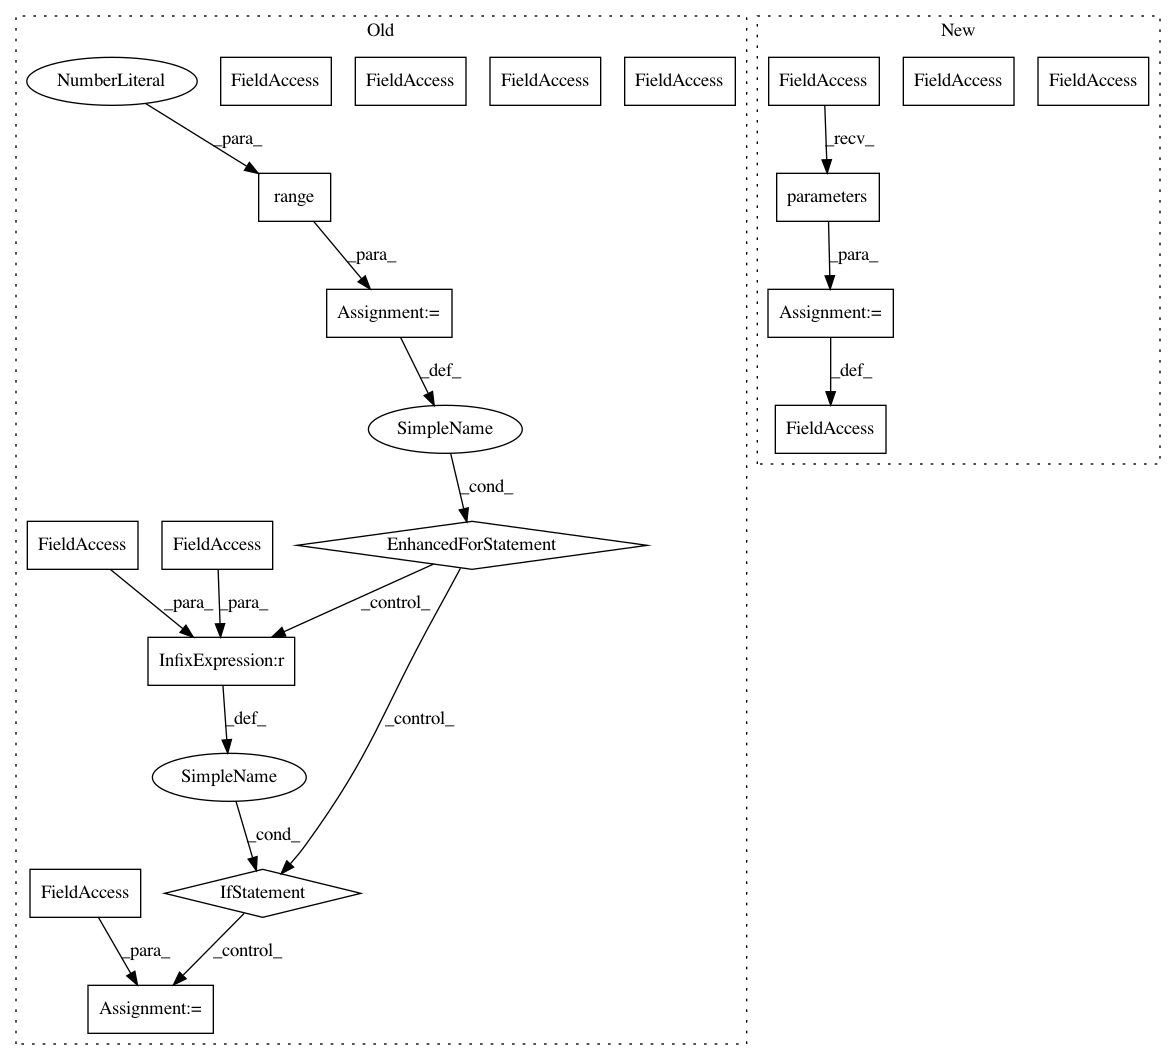 Old
New
NumberLiteral
FieldAccess
FieldAccess
FieldAccess
FieldAccess
FieldAccess
FieldAccess
FieldAccess
_para_
_recv_
range
parameters
_para_
_para_
Assignment:=
Assignment:=
_def_
_def_
SimpleName
FieldAccess
_cond_
FieldAccess
FieldAccess
EnhancedForStatement
_para_
_para_
_control_
InfixExpression:r
_def_
_control_
SimpleName
_cond_
FieldAccess
IfStatement
_para_
_control_
Assignment:=